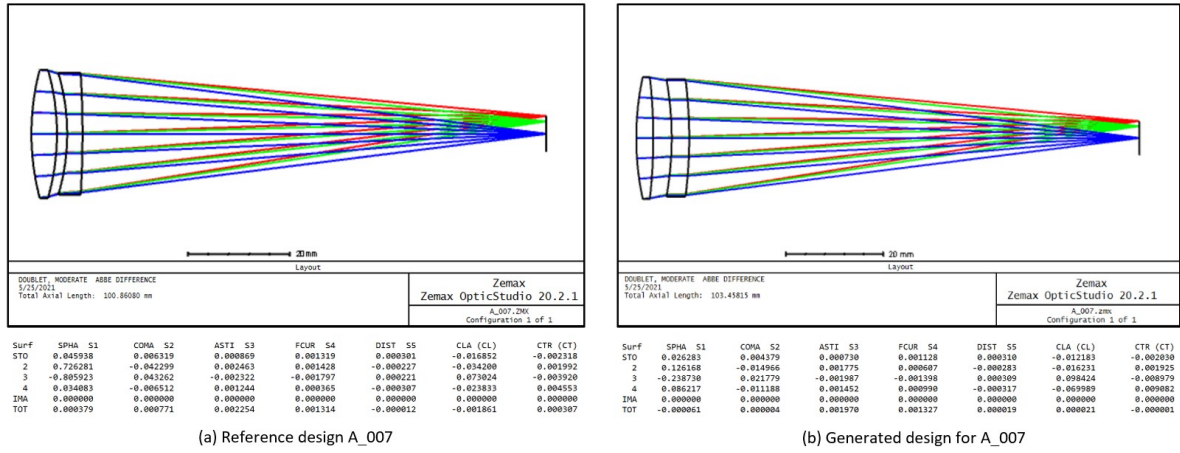 20 mm
Layout
DOUBLET, MODERATE ABBE DIFFERENCE
5/25/2021
Total Axial Length: 100.86080 mm
Zemax
Zemax OpticStudio 20.2.1
A_007.ZMX
Configuration 1 of 1
Surf SPHA S1 COMA S2 ASTI S3 FCUR S4 DIST S5 CLA (CL) CTR (CT)
STO 0.045938 0.006319 0.000869 0.001319 0.000301 -0.016852 -0.002318
2 0.726281 -0.042299 0.002463 0.001428 -0.000227 -0.034200 0.001992
3 -0.805923 0.043262 -0.002322 -0.001797 0.000221 0.073024 -0.003920
4 0.034083 -0.006512 0.001244 0.000365 -0.000307 -0.023833 0.004553
IMA 0.000000 0.000000 0.000000 0.000000 0.000000 0.000000 0.000000
TOT 0.000379 0.000771 0.002254 0.001314 -0.000012 -0.001861 0.000307
(a) Reference design A_007
20 mm
Layout
DOUBLET, MODERATE ABBE DIFFERENCE
5/25/2021
Total Axial Length: 103.45815 mm
Zemax
Zemax OpticStudio 20.2.1
A_007.zmx
Configuration 1 of 1
Surf SPHA S1 COMA S2 ASTI S3 FCUR S4 DIST S5 CLA (CL) CTR (CT)
STO 0.026283 0.004379 0.000730 0.001128 0.000310 -0.012183 -0.002030
2 0.126168 -0.014966 0.001775 0.000607 -0.000283 -0.016231 0.001925
3 -0.238730 0.021779 -0.001987 -0.001398 0.000309 0.098424 -0.008979
4 0.086217 -0.011188 0.001452 0.000990 -0.000317 -0.069989 0.009082
IMA 0.000000 0.000000 0.000000 0.000000 0.000000 0.000000 0.000000
TOT -0.000061 0.000004 0.001970 0.001327 0.000019 0.000021 -0.000001
(b) Generated design for A_007